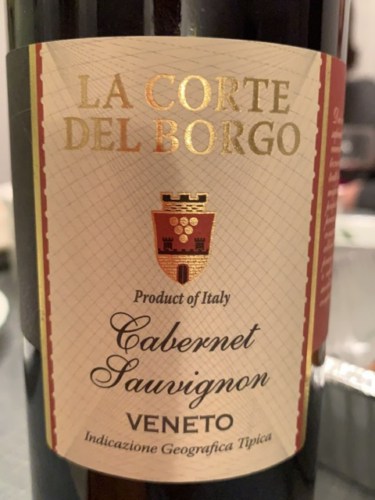 LA CORTE
DEL BORGO
Product of Italy
Cabernet
Sauvignon
VENETO
Indicazione Geografica Tipica